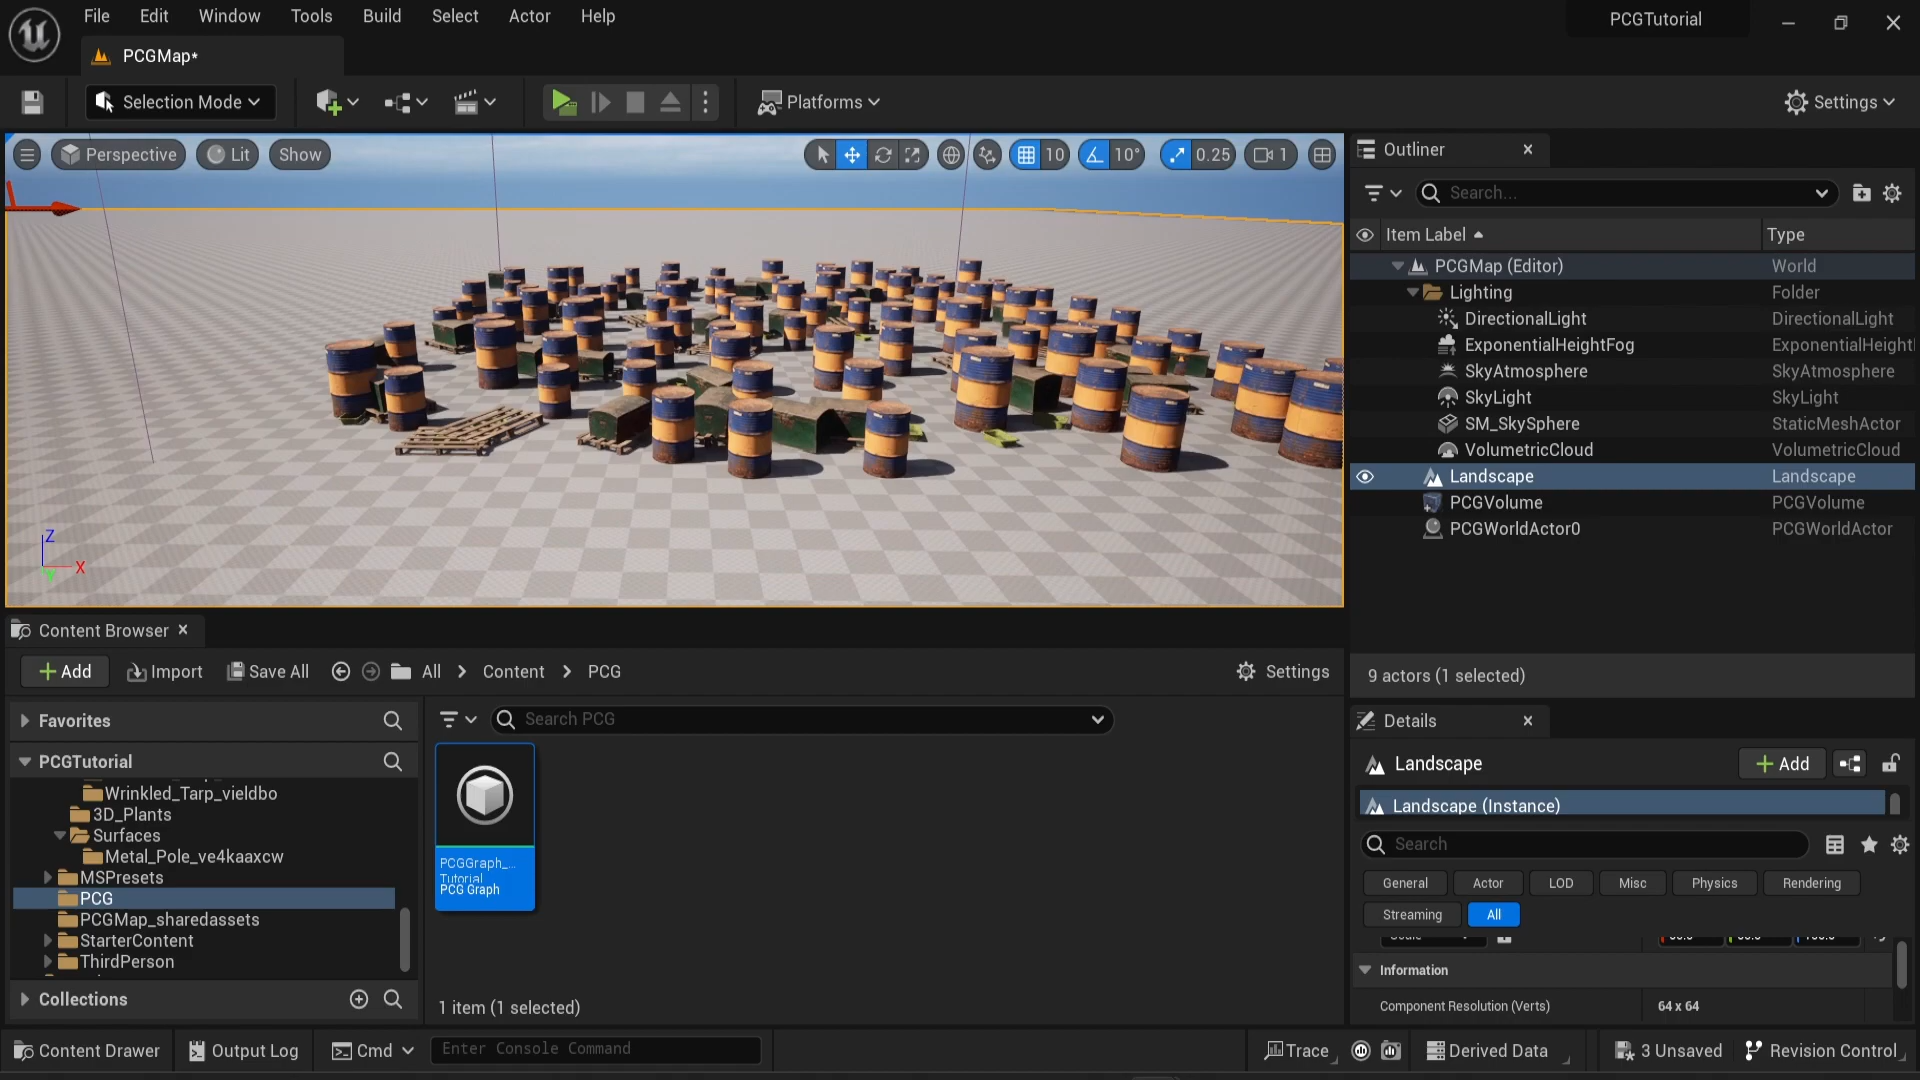 File Edit Window Tools Build Select Actor Help
PCGTutorial
PCGMap*
Selection Mode
Platforms
Settings
Perspective Lit Show
10 10° 0.25 1
Z
X
Y
Outliner
Search...
Item Label Type
PCGMap (Editor) World
Lighting Folder
DirectionalLight DirectionalLight
ExponentialHeightFog ExponentialHeight
SkyAtmosphere SkyAtmosphere
SkyLight SkyLight
SM_SkySphere StaticMeshActor
VolumetricCloud VolumetricCloud
Landscape Landscape
PCGVolume PCGVolume
PCGWorldActor0 PCGWorldActor
9 actors (1 selected)
Content Browser
Add Import Save All All Content PCG Settings
Favorites
PCGTutorial
Wrinkled_Tarp_vieldbo
3D_Plants
Surfaces
Metal_Pole_ve4kaaxcw
MSPresets
PCG
PCGMap_sharedassets
StarterContent
ThirdPerson
Collections
Search PCG
PCGGraph_...
Tutorial
PCG Graph
1 item (1 selected)
Details
Landscape Add
Landscape (Instance)
Search
General Actor LOD Misc Physics Rendering
Streaming All
Information
Component Resolution (Verts) 64 x 64
Content Drawer Output Log Cmd Enter Console Command Trace Derived Data 3 Unsaved Revision Control